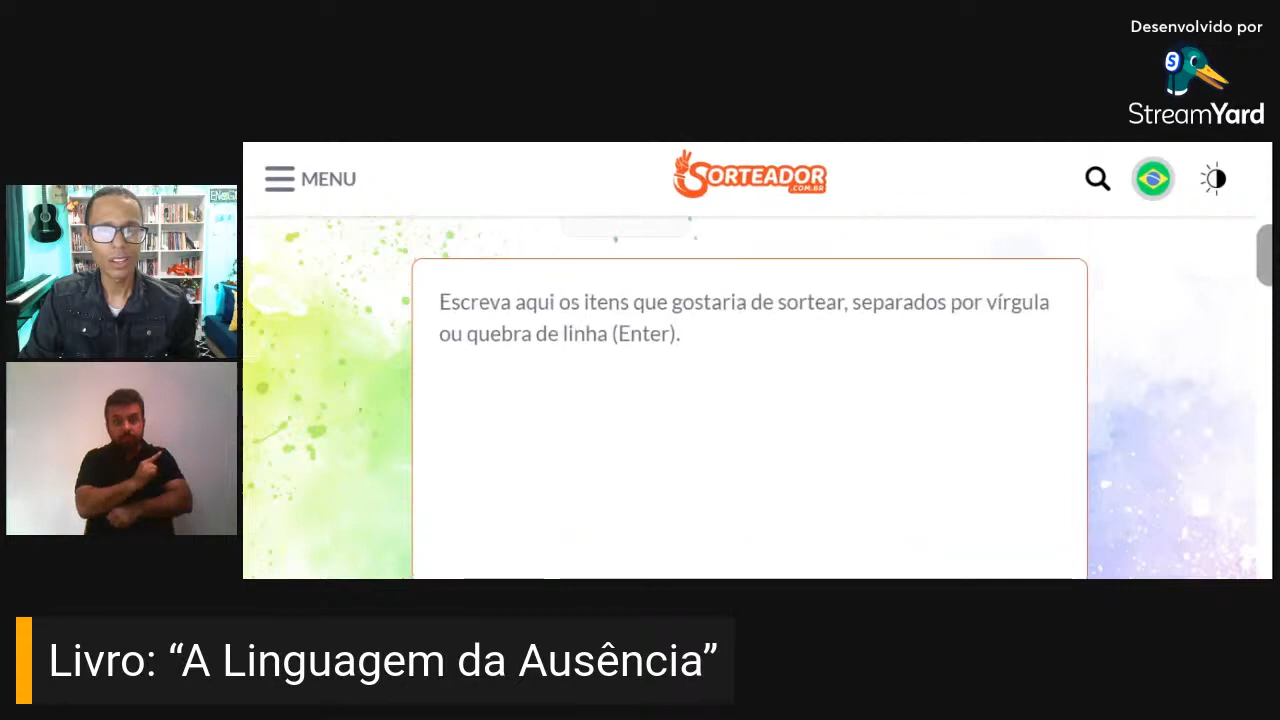 Desenvolvido por
StreamYard
MENU
SORTEADOR
.COM.BR
Escreva aqui os itens que gostaria de sortear, separados por vírgula
ou quebra de linha (Enter).
Livro: “A Linguagem da Ausência”